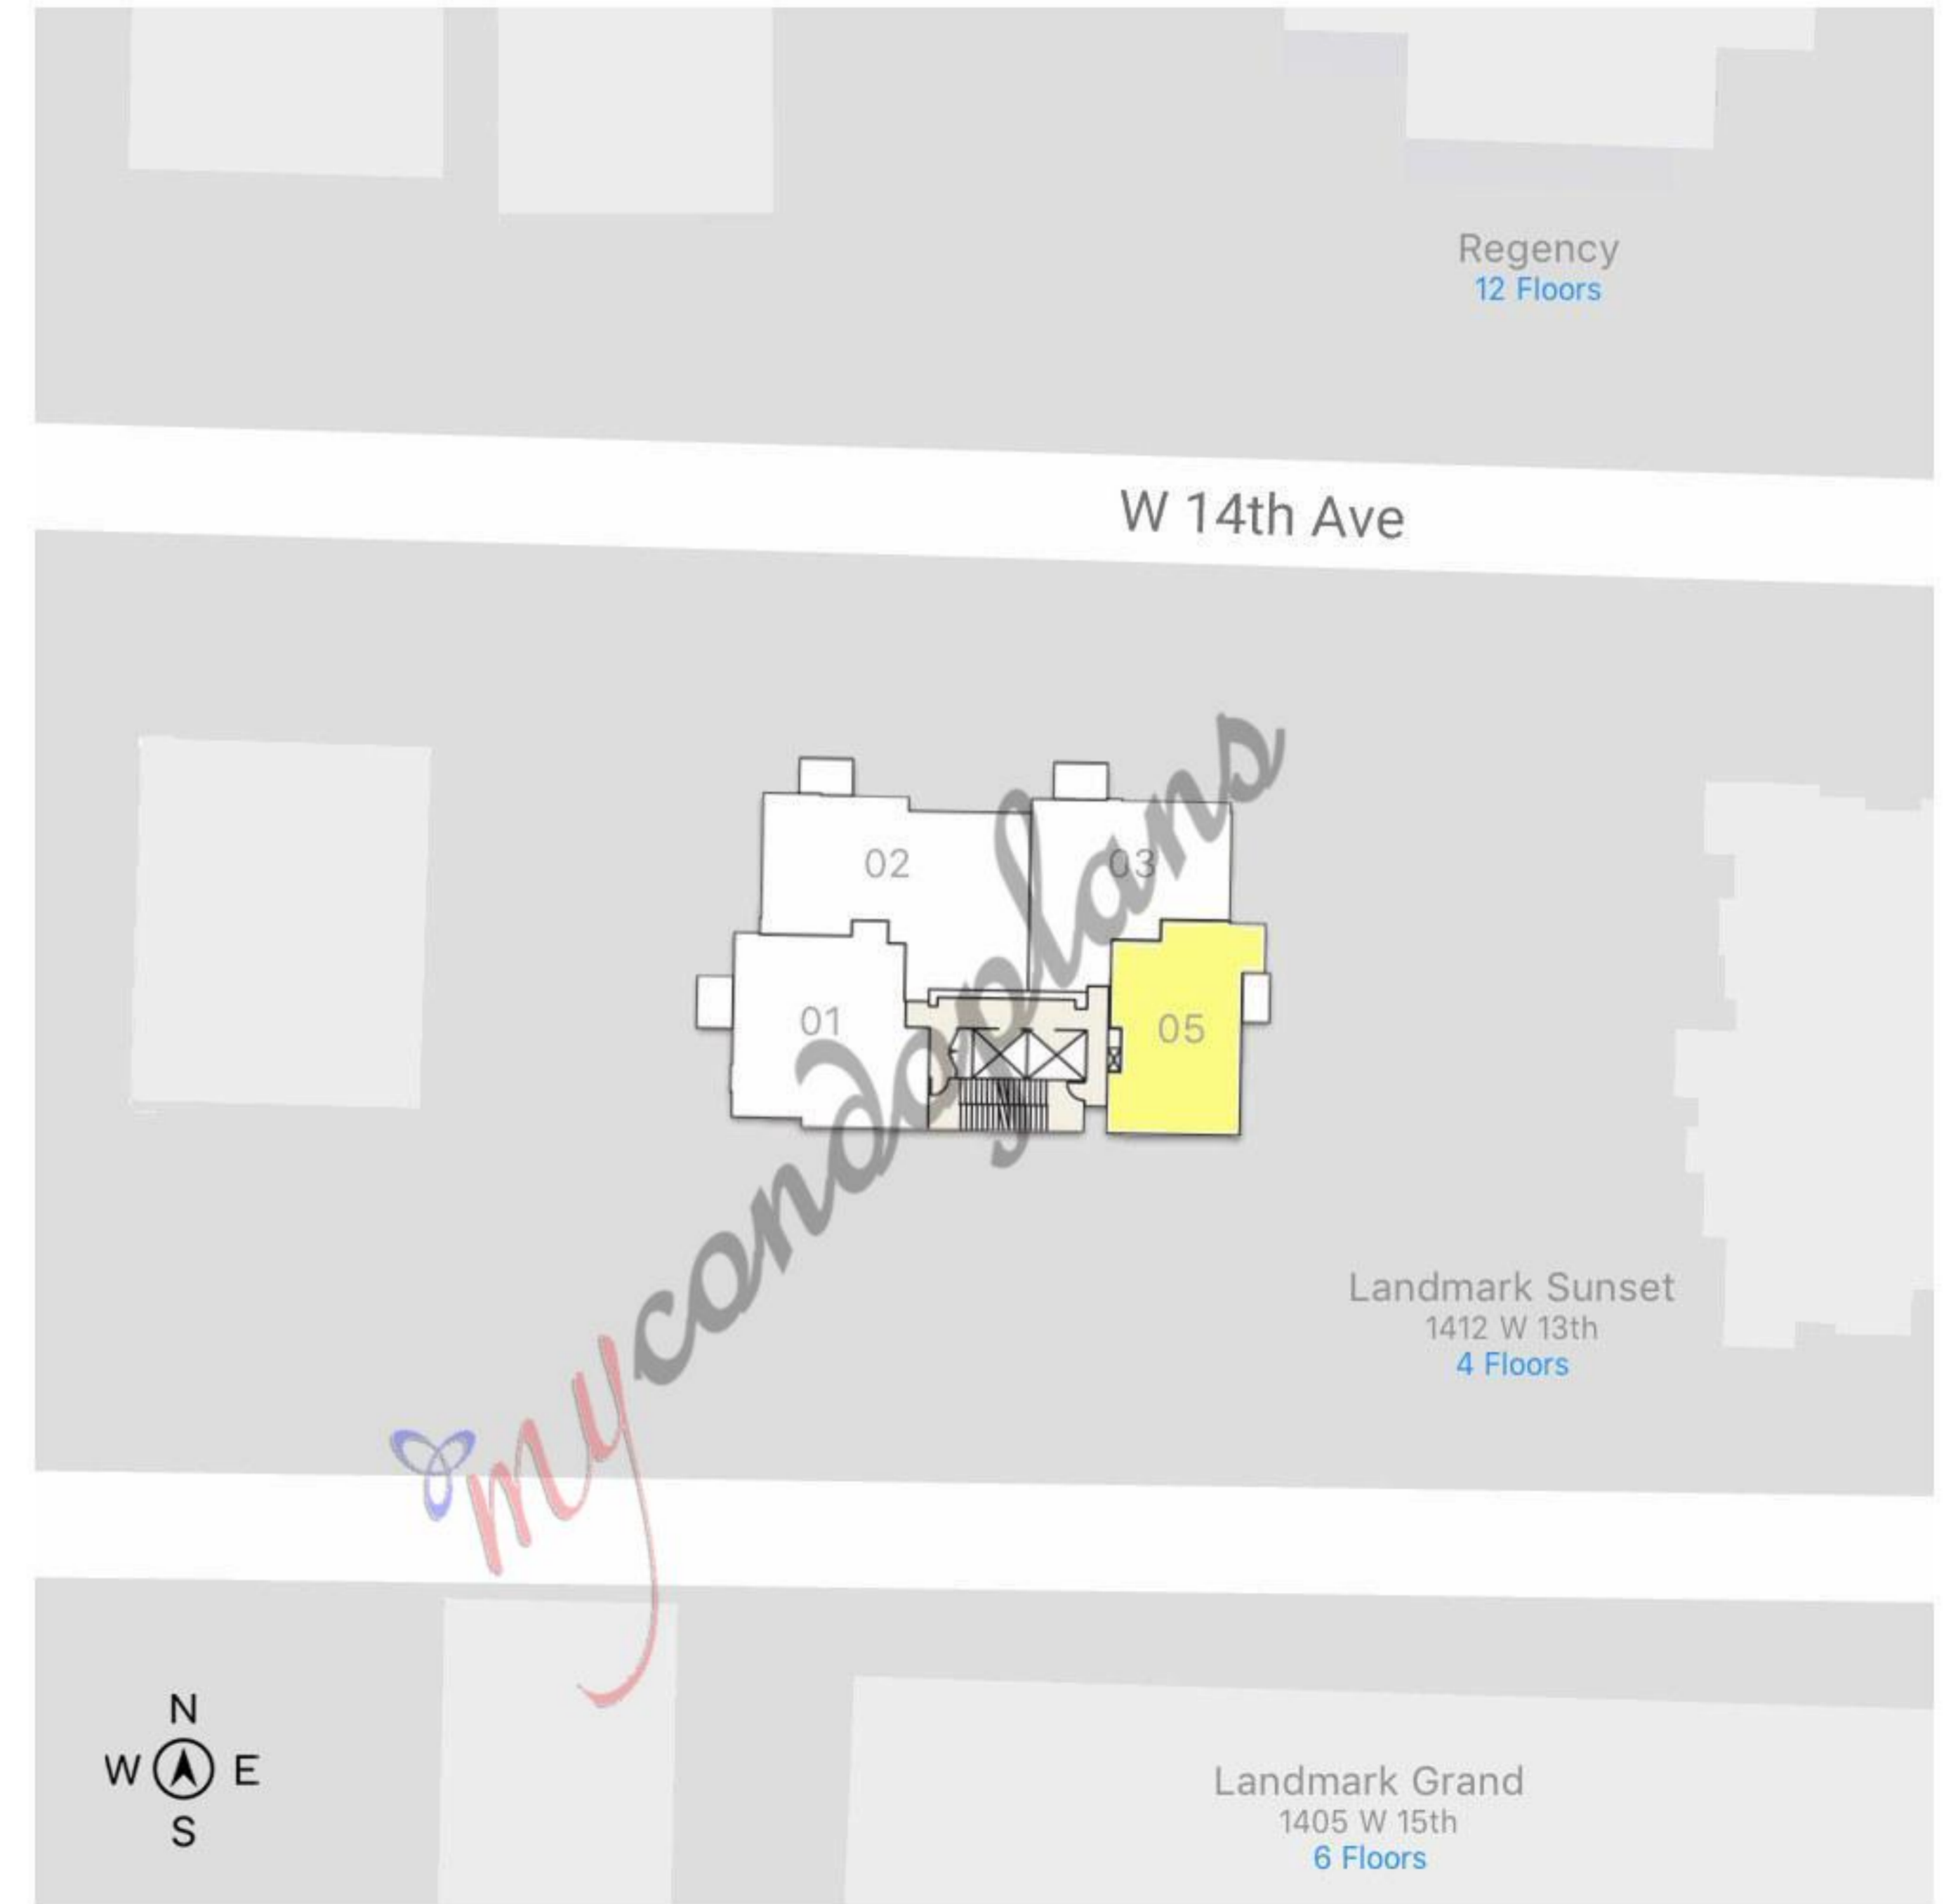 Regency
12 Floors
W 14th Ave
02
03
01
05
mycondoplans
Landmark Sunset
1412 W 13th
4 Floors
N
W E
S
Landmark Grand
1405 W 15th
6 Floors